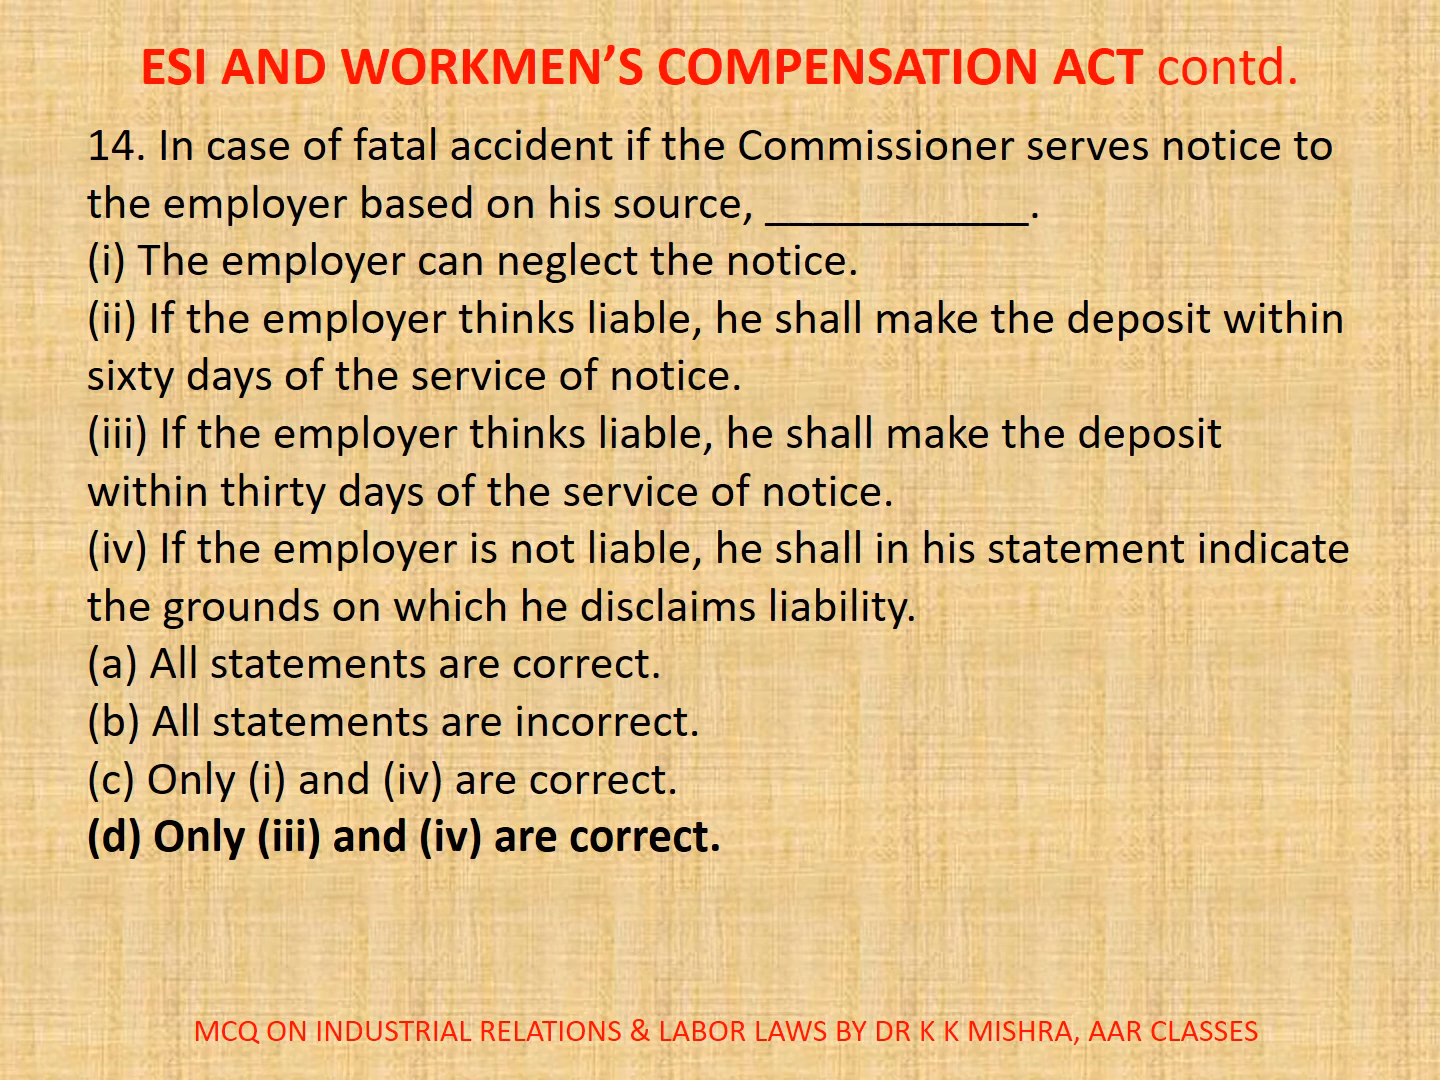 ESI AND WORKMEN’S COMPENSATION ACT contd.
14. In case of fatal accident if the Commissioner serves notice to
the employer based on his source, ____________.
(i) The employer can neglect the notice.
(ii) If the employer thinks liable, he shall make the deposit within
sixty days of the service of notice.
(iii) If the employer thinks liable, he shall make the deposit
within thirty days of the service of notice.
(iv) If the employer is not liable, he shall in his statement indicate
the grounds on which he disclaims liability.
(a) All statements are correct.
(b) All statements are incorrect.
(c) Only (i) and (iv) are correct.
(d) Only (iii) and (iv) are correct.
MCQ ON INDUSTRIAL RELATIONS & LABOR LAWS BY DR K K MISHRA, AAR CLASSES